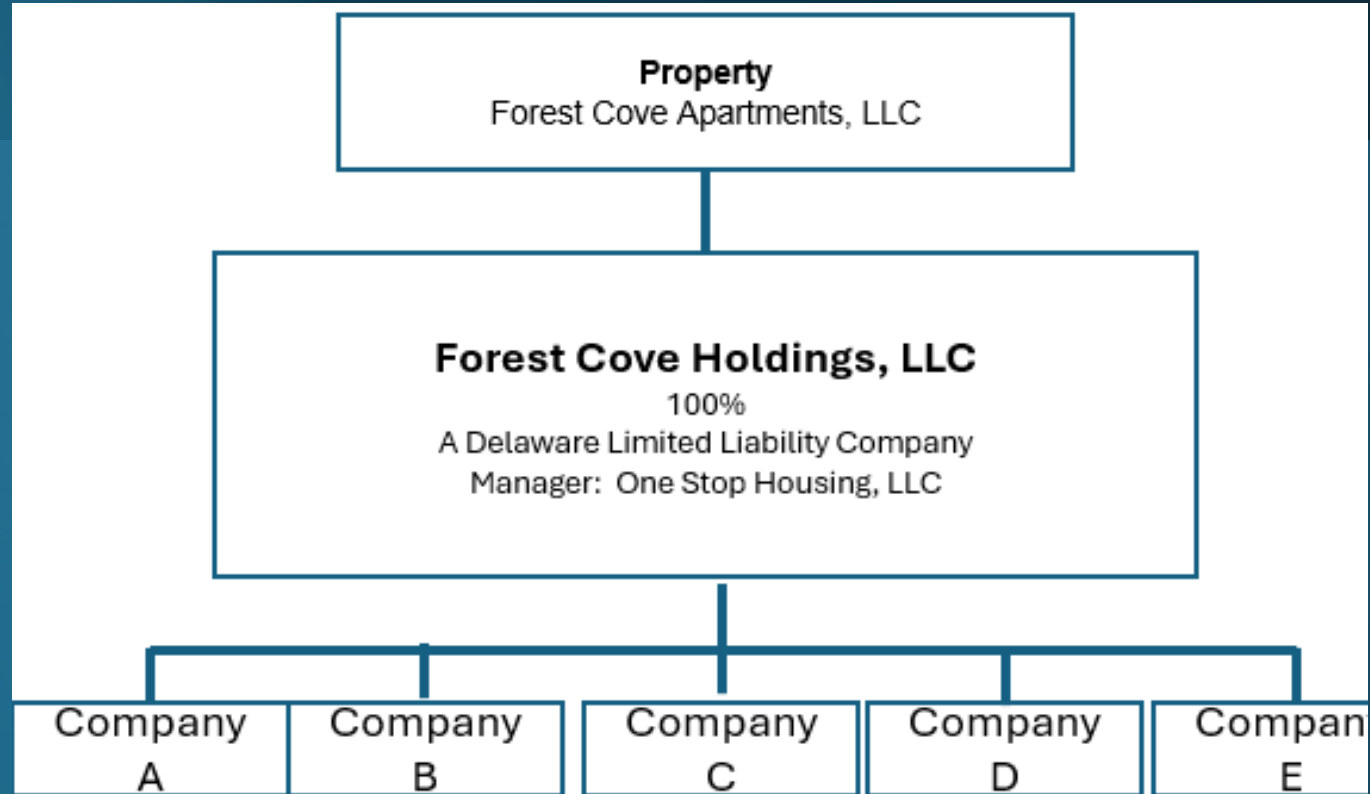 Property
Forest Cove Apartments, LLC
Forest Cove Holdings, LLC
100%
A Delaware Limited Liability Company
Manager:  One Stop Housing, LLC
Company
A
Company
B
Company
C
Company
D
Compan
E